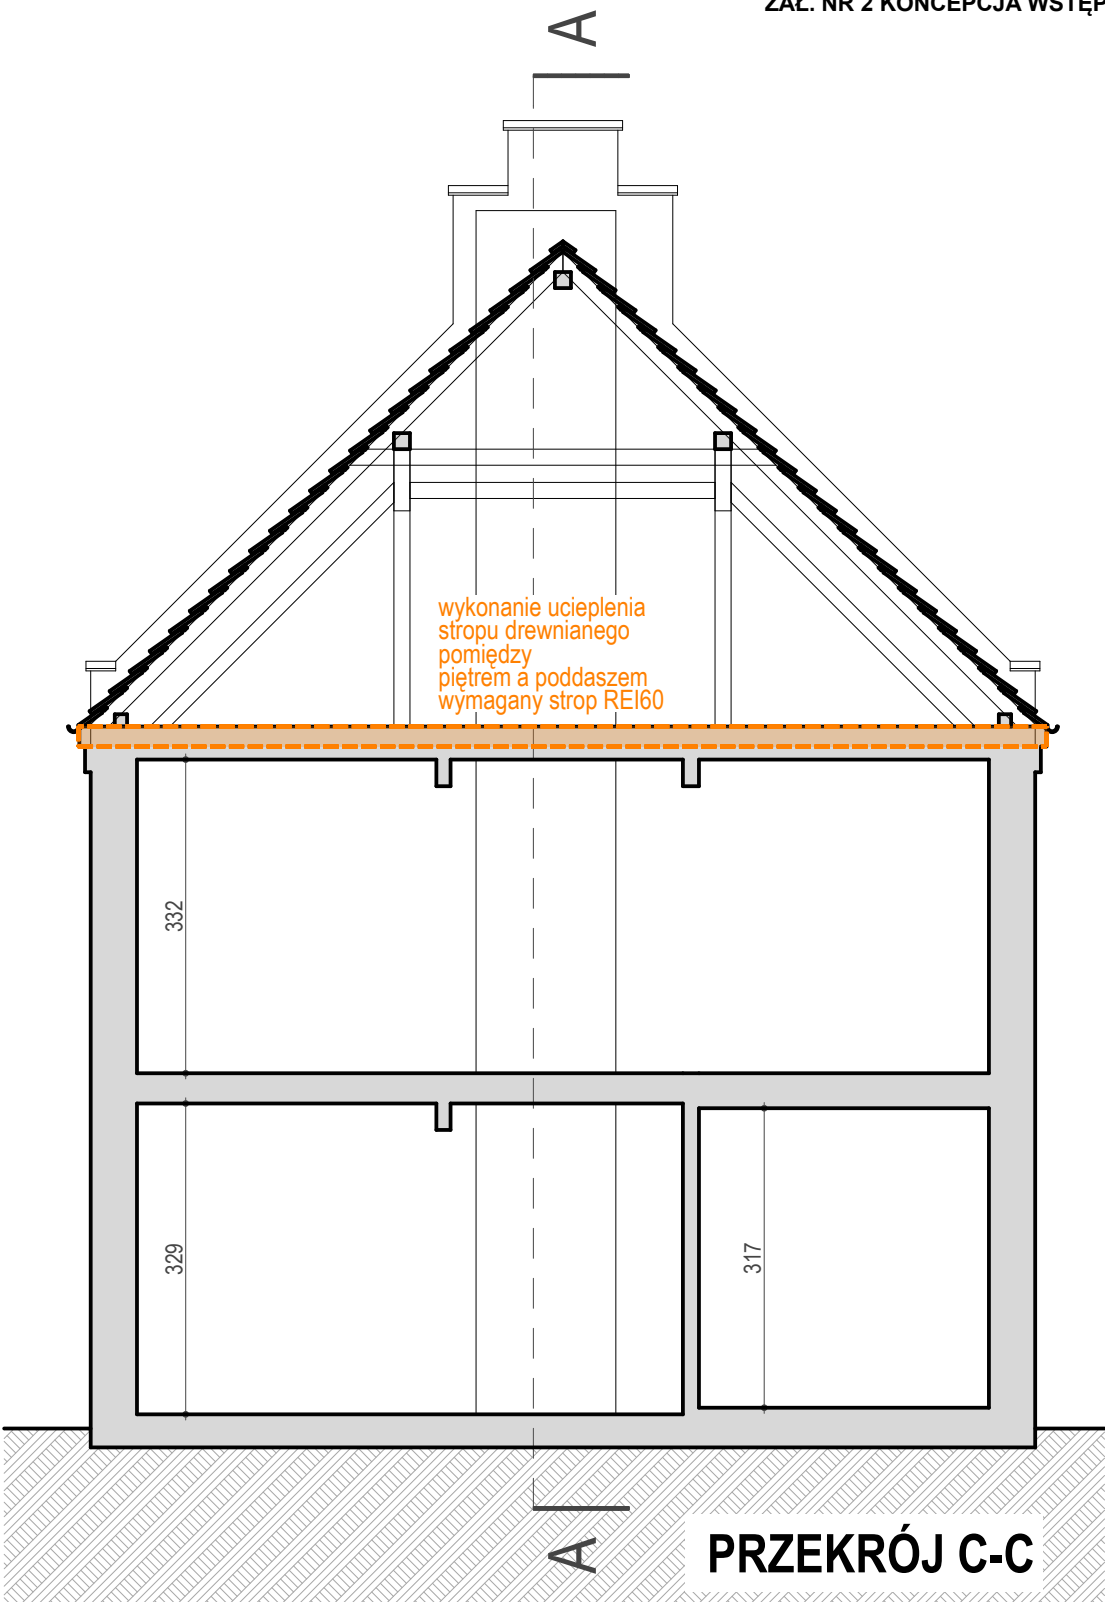 ZAŁ. NR 2 KONCEPCJA WSTĘP
A
wykonanie ucieplenia
stropu drewnianego
pomiędzy
piętrem a poddaszem
wymagany strop REI60
332
329
317
A
PRZEKRÓJ C-C